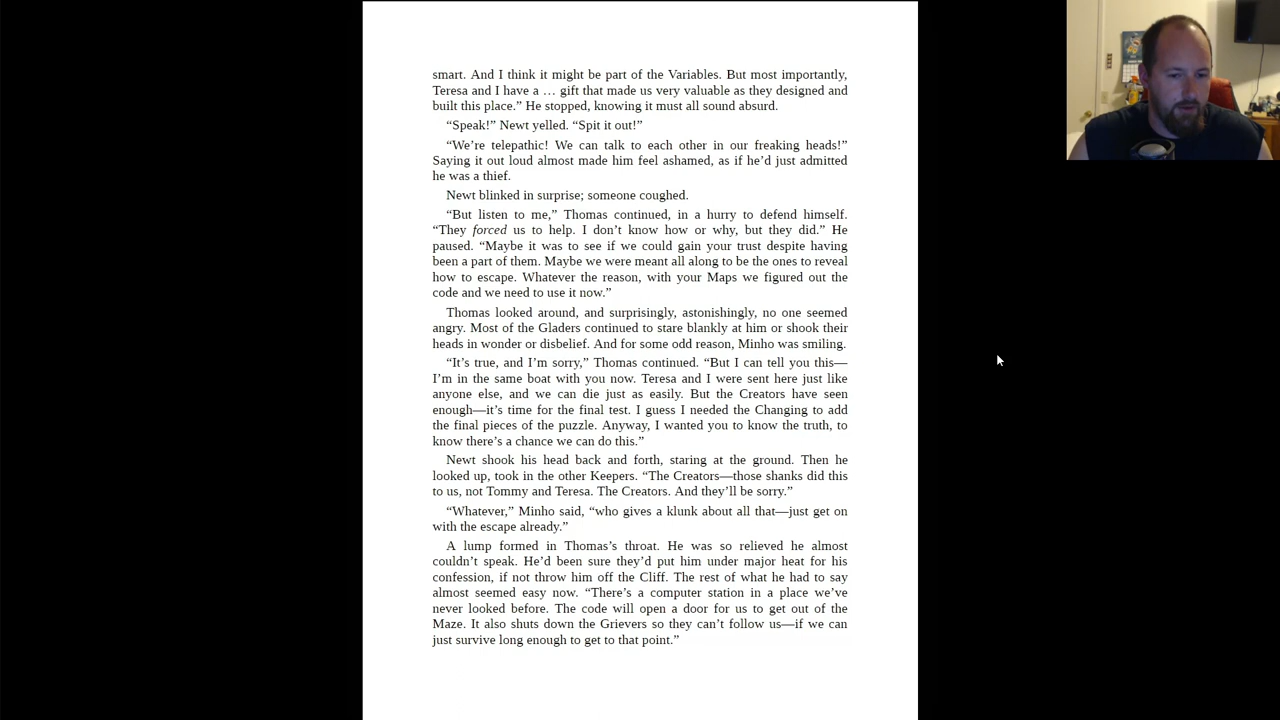 smart. And I think it might be part of the Variables. But most importantly,
Teresa and I have a … gift that made us very valuable as they designed and
built this place.” He stopped, knowing it must all sound absurd.
“Speak!” Newt yelled. “Spit it out!”
“We’re telepathic! We can talk to each other in our freaking heads!”
Saying it out loud almost made him feel ashamed, as if he’d just admitted
he was a thief.
Newt blinked in surprise; someone coughed.
“But listen to me,” Thomas continued, in a hurry to defend himself.
“They forced us to help. I don’t know how or why, but they did.” He
paused. “Maybe it was to see if we could gain your trust despite having
been a part of them. Maybe we were meant all along to be the ones to reveal
how to escape. Whatever the reason, with your Maps we figured out the
code and we need to use it now.”
Thomas looked around, and surprisingly, astonishingly, no one seemed
angry. Most of the Gladers continued to stare blankly at him or shook their
heads in wonder or disbelief. And for some odd reason, Minho was smiling.
“It’s true, and I’m sorry,” Thomas continued. “But I can tell you this—
I’m in the same boat with you now. Teresa and I were sent here just like
anyone else, and we can die just as easily. But the Creators have seen
enough—it’s time for the final test. I guess I needed the Changing to add
the final pieces of the puzzle. Anyway, I wanted you to know the truth, to
know there’s a chance we can do this.”
Newt shook his head back and forth, staring at the ground. Then he
looked up, took in the other Keepers. “The Creators—those shanks did this
to us, not Tommy and Teresa. The Creators. And they’ll be sorry.”
“Whatever,” Minho said, “who gives a klunk about all that—just get on
with the escape already.”
A lump formed in Thomas’s throat. He was so relieved he almost
couldn’t speak. He’d been sure they’d put him under major heat for his
confession, if not throw him off the Cliff. The rest of what he had to say
almost seemed easy now. “There’s a computer station in a place we’ve
never looked before. The code will open a door for us to get out of the
Maze. It also shuts down the Grievers so they can’t follow us—if we can
just survive long enough to get to that point.”